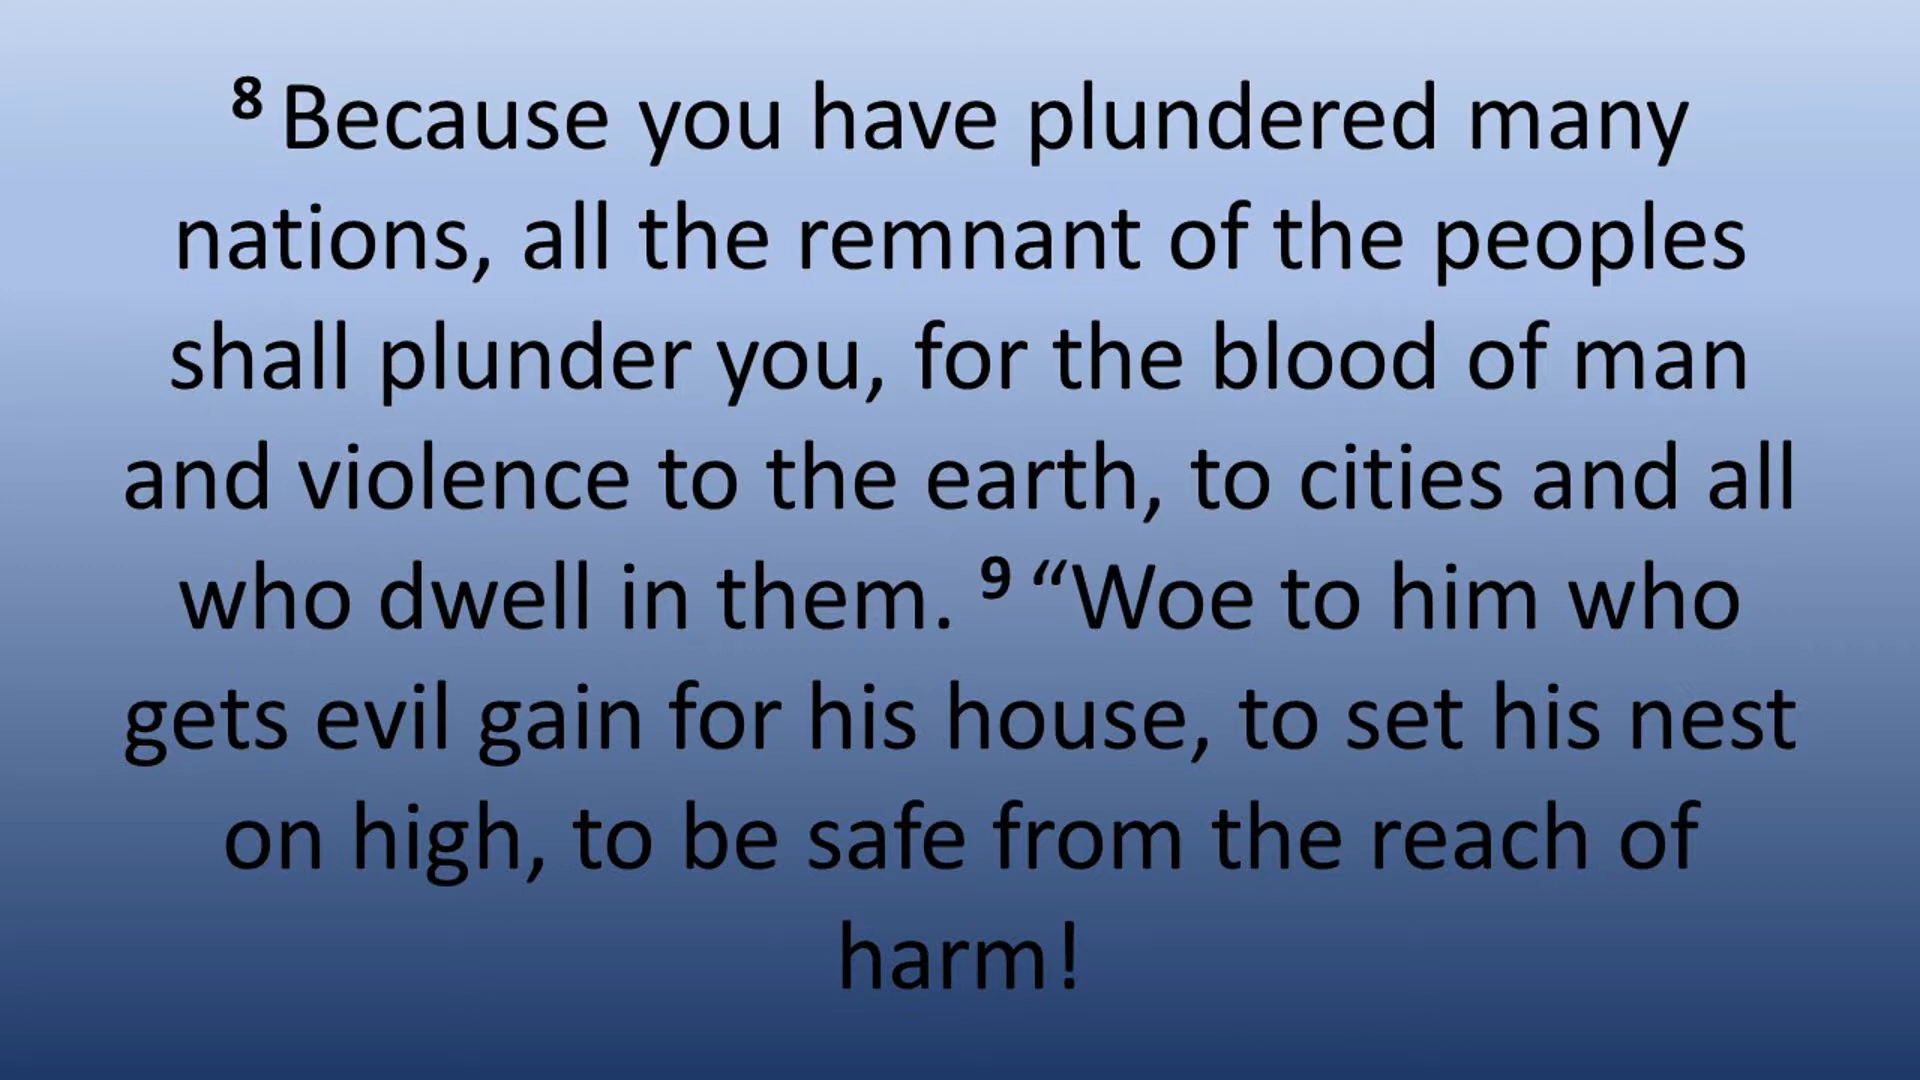 8 Because you have plundered many
nations, all the remnant of the peoples
shall plunder you, for the blood of man
and violence to the earth, to cities and all
who dwell in them. 9 “Woe to him who
gets evil gain for his house, to set his nest
on high, to be safe from the reach of
harm!